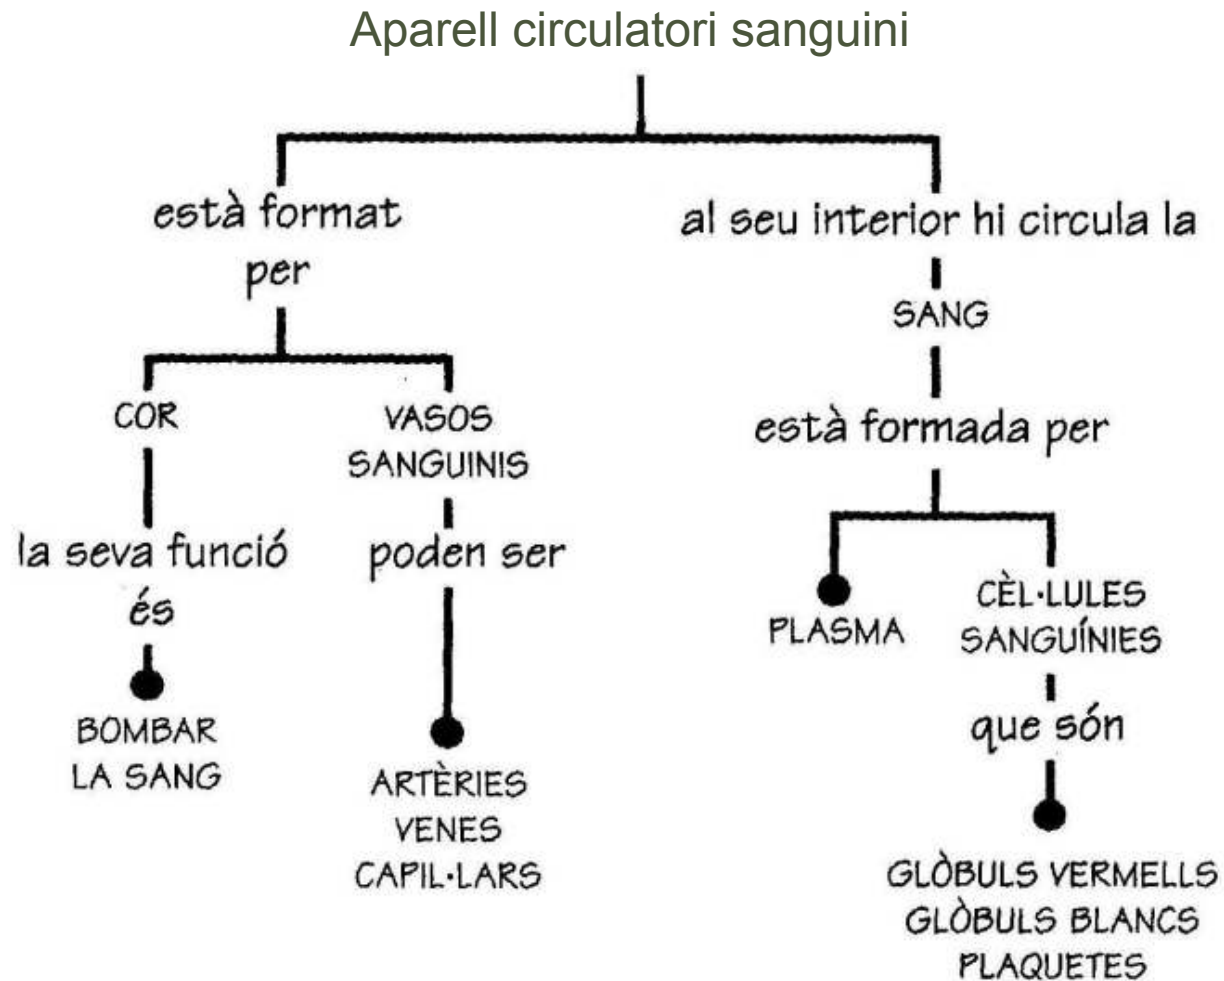 Aparell circulatori sanguini
està format
per
COR
la seva funció
és
BOMBAR
LA SANG
VASOS
SANGUINIS
poden ser
ARTÈRIES
VENES
CAPIL·LARS
al seu interior hi circula la
SANG
està formada per
PLASMA
CÈL·LULES
SANGUÍNIES
que són
GLÒBULS VERMELLS
GLÒBULS BLANCS
PLAQUETES